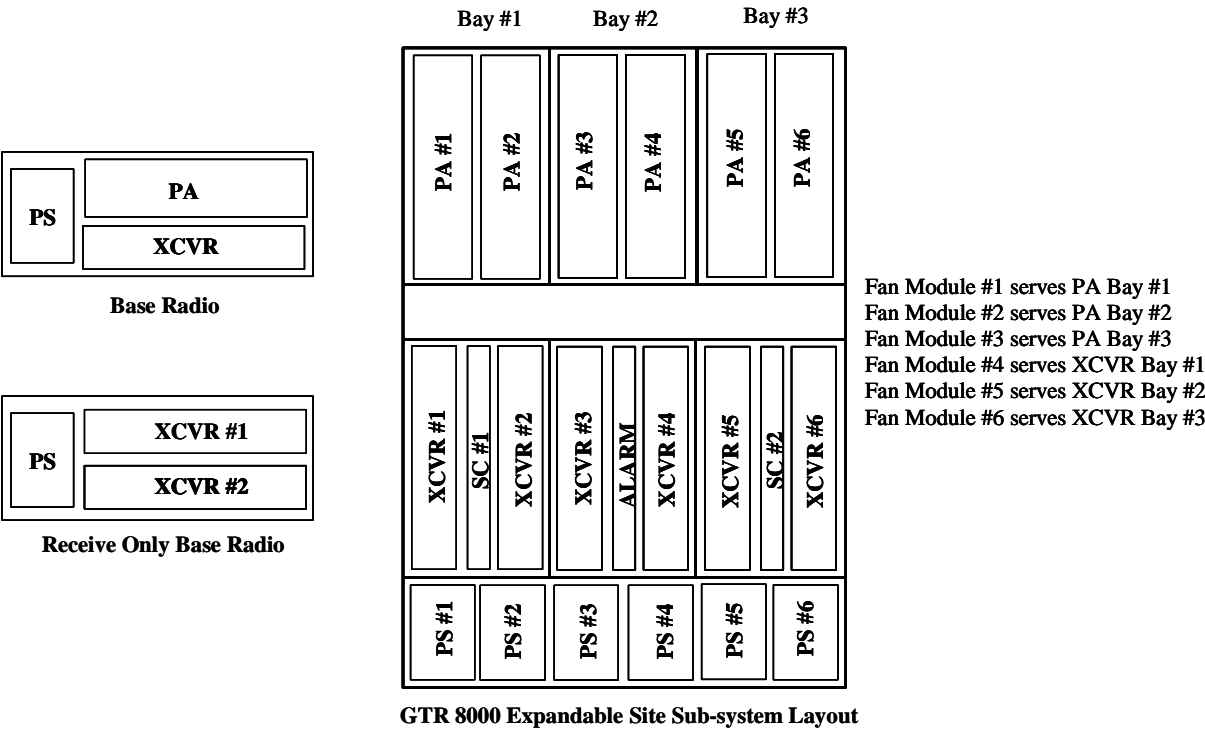 Bay #1
Bay #2
Bay #3
PA #1
PA #2
PA #3
PA #4
PA #5
PA #6
PS
PA
XCVR
Base Radio
Fan Module #1 serves PA Bay #1
Fan Module #2 serves PA Bay #2
Fan Module #3 serves PA Bay #3
Fan Module #4 serves XCVR Bay #1
Fan Module #5 serves XCVR Bay #2
Fan Module #6 serves XCVR Bay #3
XCVR #1
SC #1
XCVR #2
XCVR #3
ALARM
XCVR #4
XCVR #5
SC #2
XCVR #6
PS
XCVR #1
XCVR #2
Receive Only Base Radio
PS #1
PS #2
PS #3
PS #4
PS #5
PS #6
GTR 8000 Expandable Site Sub-system Layout